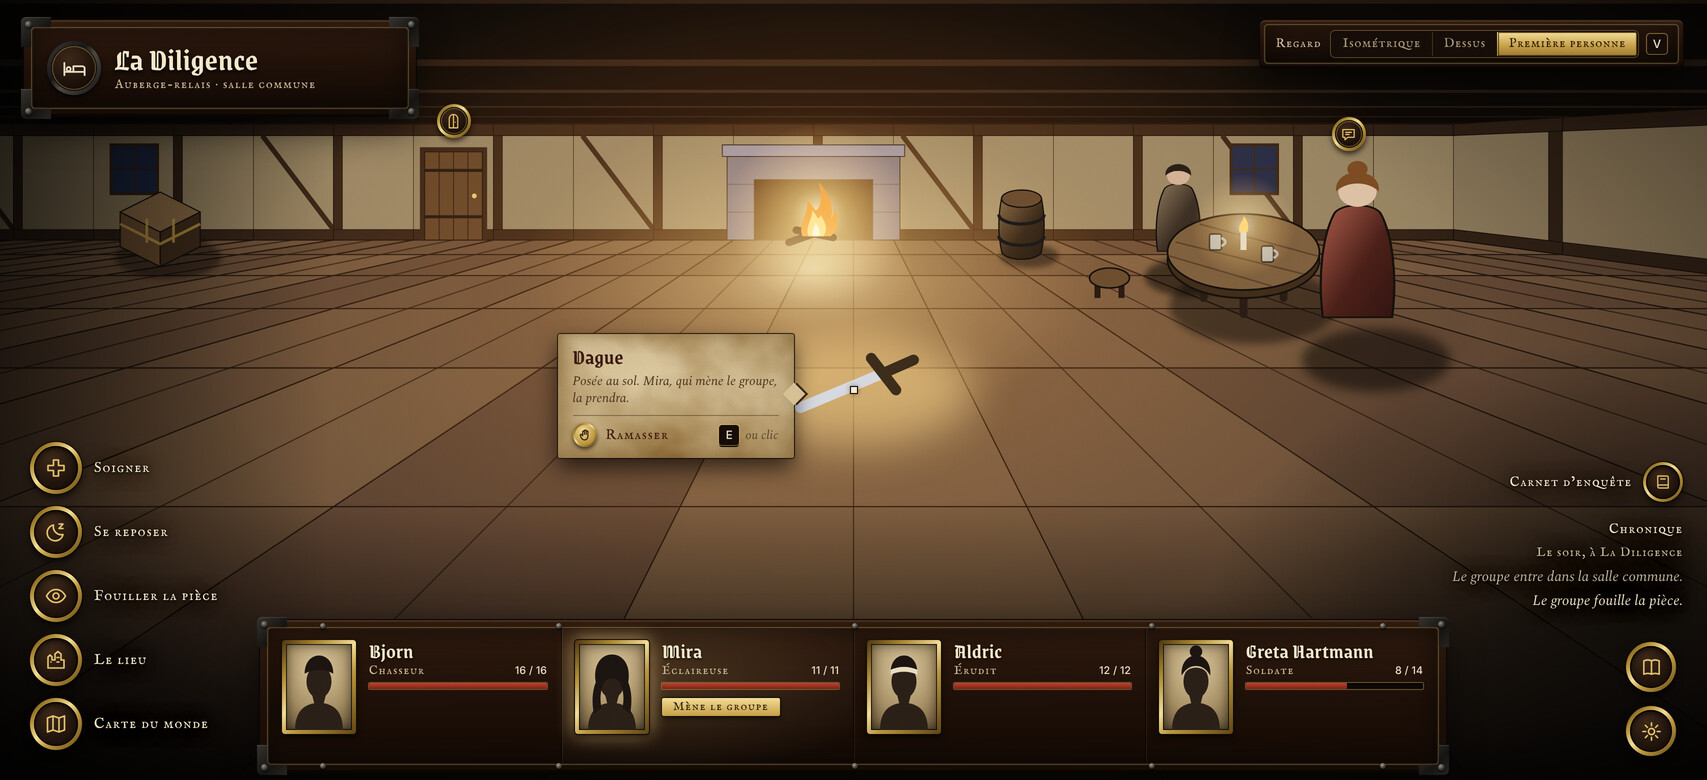 La Diligence
Auberge-relais · salle commune
Regard
Isométrique
Dessus
Première personne
V
Dague
Posée au sol. Mira, qui mène le groupe,
la prendra.
Ramasser
E
ou clic
Soigner
Se reposer
Fouiller la pièce
Le lieu
Carte du monde
Carnet d'enquête
Chronique
Le soir, à La Diligence
Le groupe entre dans la salle commune.
Le groupe fouille la pièce.
Bjorn
Chasseur
16 / 16
Mira
Éclaireuse
11 / 11
Mène le groupe
Aldric
Érudit
12 / 12
Greta Hartmann
Soldate
8 / 14